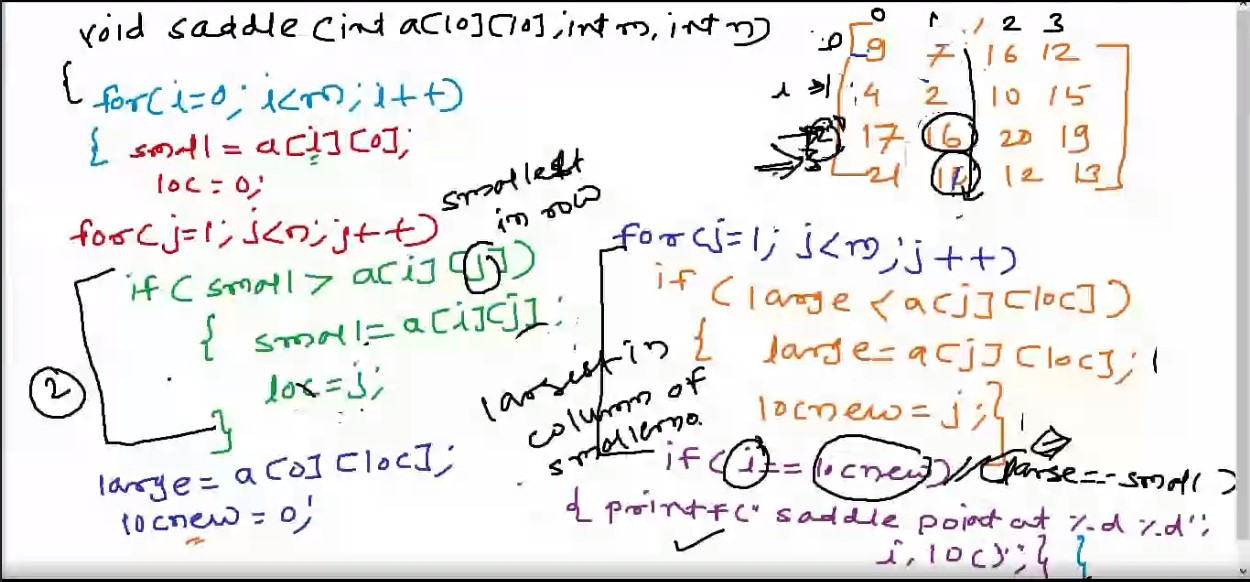 void saddle (int a[10][10], int m, int n)
{
for(i=0; i<m; i++)
{ small = a[i][0];
loc = 0;
for(j=1; j<n; j++)
if( small > a[i][j])
{ small = a[i][j];
loc = j;
}
2
smallest
in row
large = a[0][loc];
locnew = 0;
0 1 2 3
0 9 7 16 12
i → 1 4 2 10 15
2 17 16 20 19
3 21 12 13
for(j=1; j<m; j++)
if (large < a[j][loc])
{ large = a[j][loc];
locnew = j;}
largest in
column of
if( i == locnew) // (large == small)
{ printf(" saddle point at %d %d",
i, loc); } }